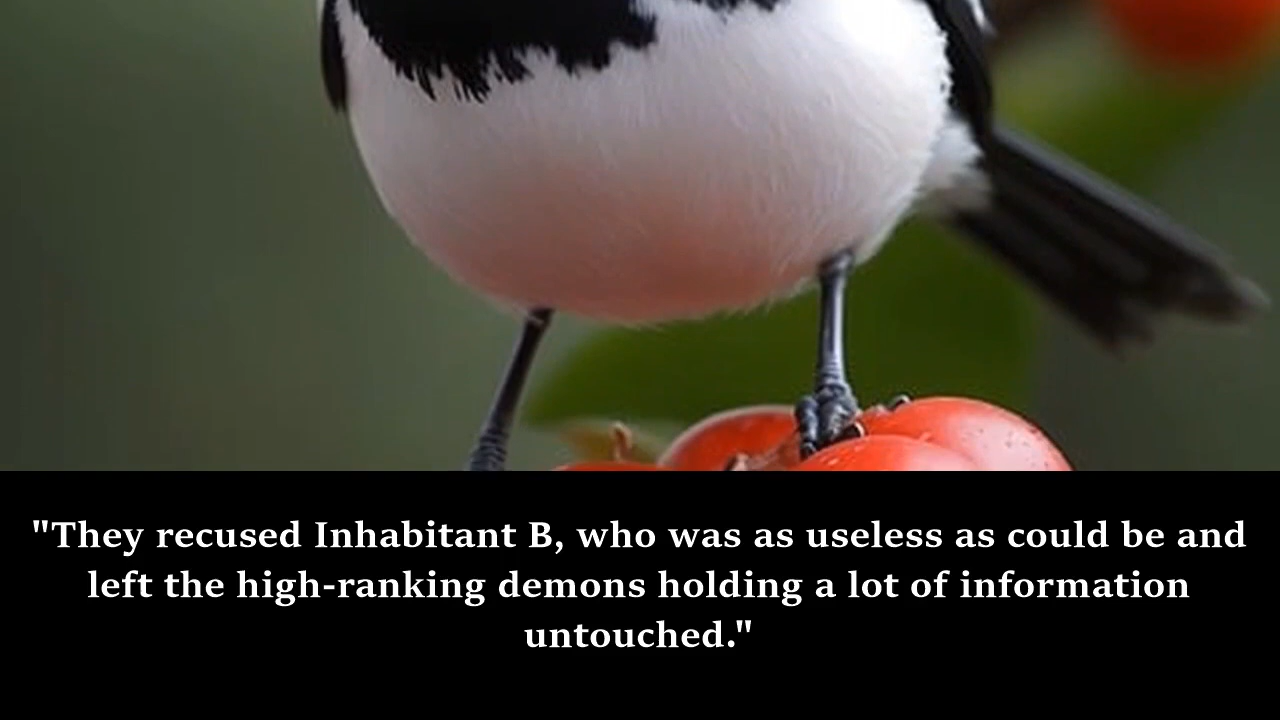 "They recused Inhabitant B, who was as useless as could be and
left the high-ranking demons holding a lot of information
untouched."